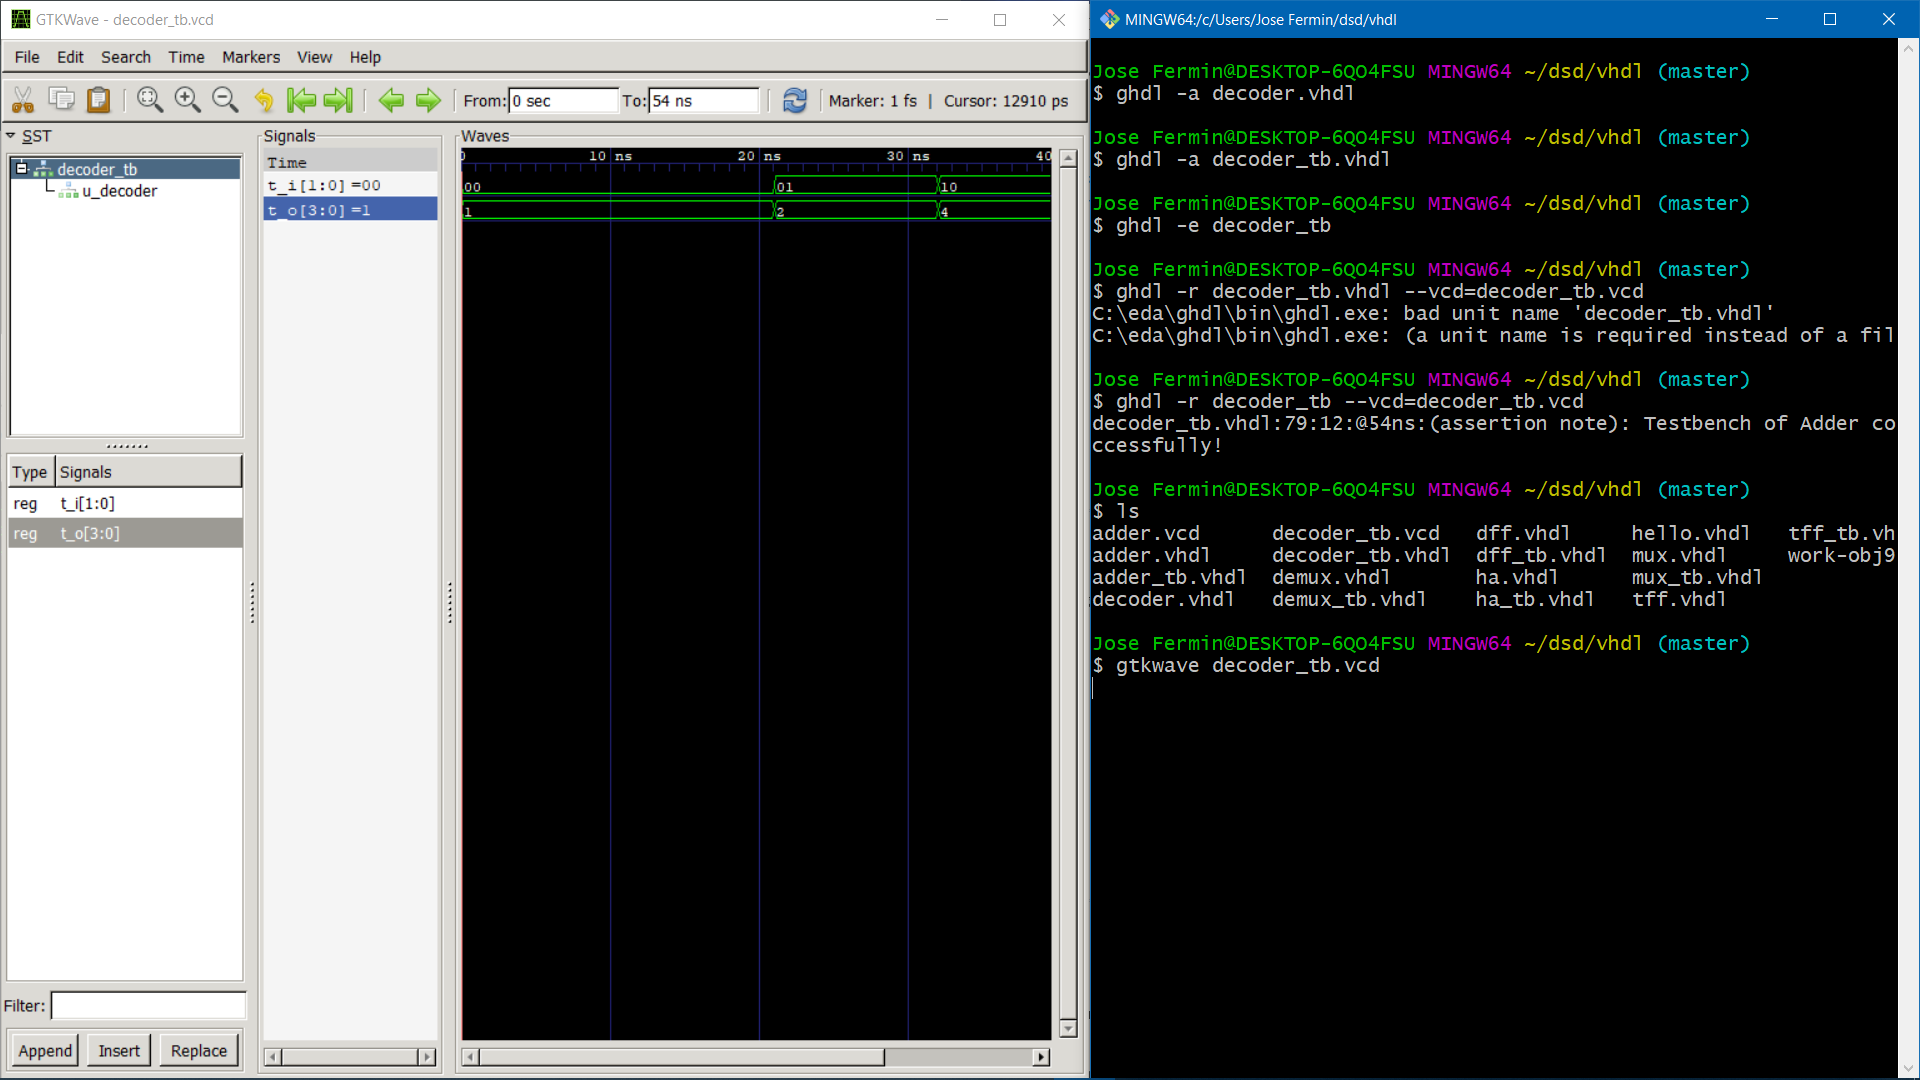 GTKWave - decoder_tb.vcd
File Edit Search Time Markers View Help
From: 0 sec To: 54 ns Marker: 1 fs | Cursor: 12910 ps
SST
decoder_tb
u_decoder
Type Signals
reg t_i[1:0]
reg t_o[3:0]
Filter:
Append Insert Replace
Signals
Time
t_i[1:0] =00
t_o[3:0] =1
Waves
0 10 ns 20 ns 30 ns 40
00 01 10
1 2 4
MINGW64:/c/Users/Jose Fermin/dsd/vhdl
Jose Fermin@DESKTOP-6QO4FSU MINGW64 ~/dsd/vhdl (master)
$ ghdl -a decoder.vhdl
Jose Fermin@DESKTOP-6QO4FSU MINGW64 ~/dsd/vhdl (master)
$ ghdl -a decoder_tb.vhdl
Jose Fermin@DESKTOP-6QO4FSU MINGW64 ~/dsd/vhdl (master)
$ ghdl -e decoder_tb
Jose Fermin@DESKTOP-6QO4FSU MINGW64 ~/dsd/vhdl (master)
$ ghdl -r decoder_tb.vhdl --vcd=decoder_tb.vcd
C:\eda\ghdl\bin\ghdl.exe: bad unit name 'decoder_tb.vhdl'
C:\eda\ghdl\bin\ghdl.exe: (a unit name is required instead of a fil
Jose Fermin@DESKTOP-6QO4FSU MINGW64 ~/dsd/vhdl (master)
$ ghdl -r decoder_tb --vcd=decoder_tb.vcd
decoder_tb.vhdl:79:12:@54ns:(assertion note): Testbench of Adder co
ccessfully!
Jose Fermin@DESKTOP-6QO4FSU MINGW64 ~/dsd/vhdl (master)
$ ls
adder.vcd decoder_tb.vcd dff.vhdl hello.vhdl tff_tb.vh
adder.vhdl decoder_tb.vhdl dff_tb.vhdl mux.vhdl work-obj9
adder_tb.vhdl demux.vhdl ha.vhdl mux_tb.vhdl
decoder.vhdl demux_tb.vhdl ha_tb.vhdl tff.vhdl
Jose Fermin@DESKTOP-6QO4FSU MINGW64 ~/dsd/vhdl (master)
$ gtkwave decoder_tb.vcd